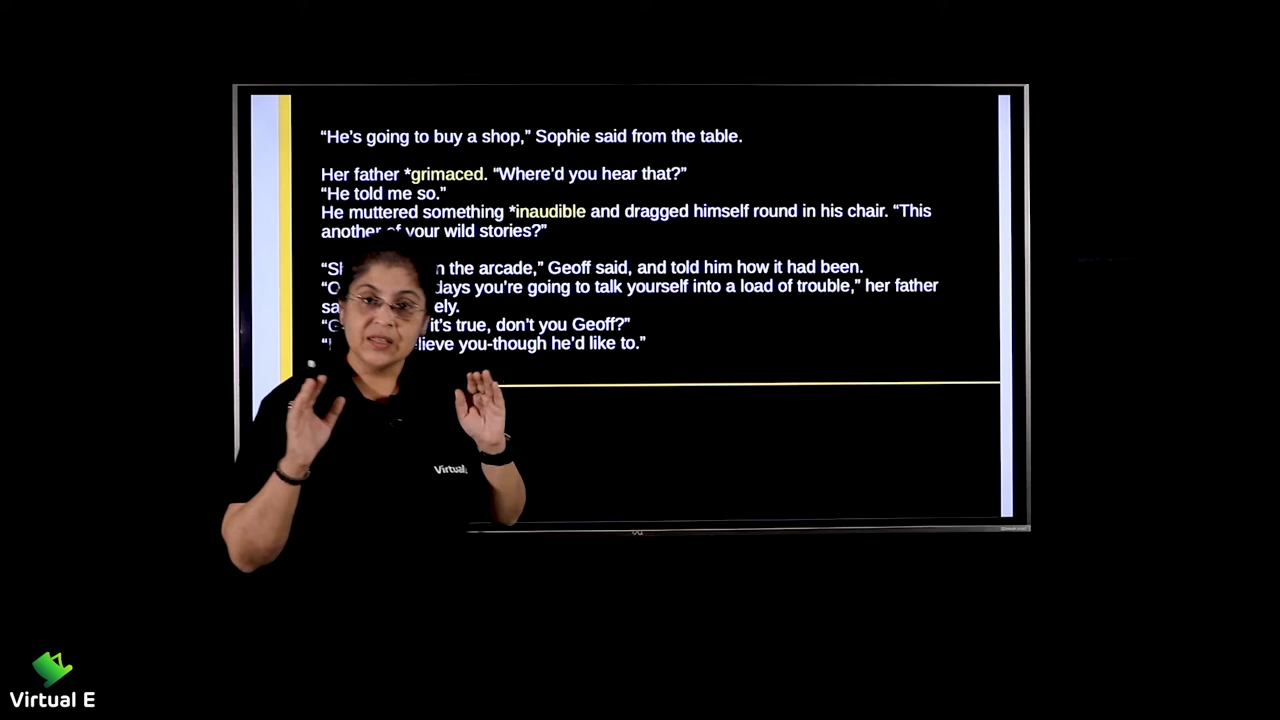 “He’s going to buy a shop,” Sophie said from the table.
Her father *grimaced. “Where’d you hear that?”
“He told me so.”
He muttered something *inaudible and dragged himself round in his chair. “This
another of your wild stories?”
the arcade,” Geoff said, and told him how it had been.
days you’re going to talk yourself into a load of trouble,” her father
it’s true, don’t you Geoff?”
you-though he’d like to.”
Virtual E
Virtual E